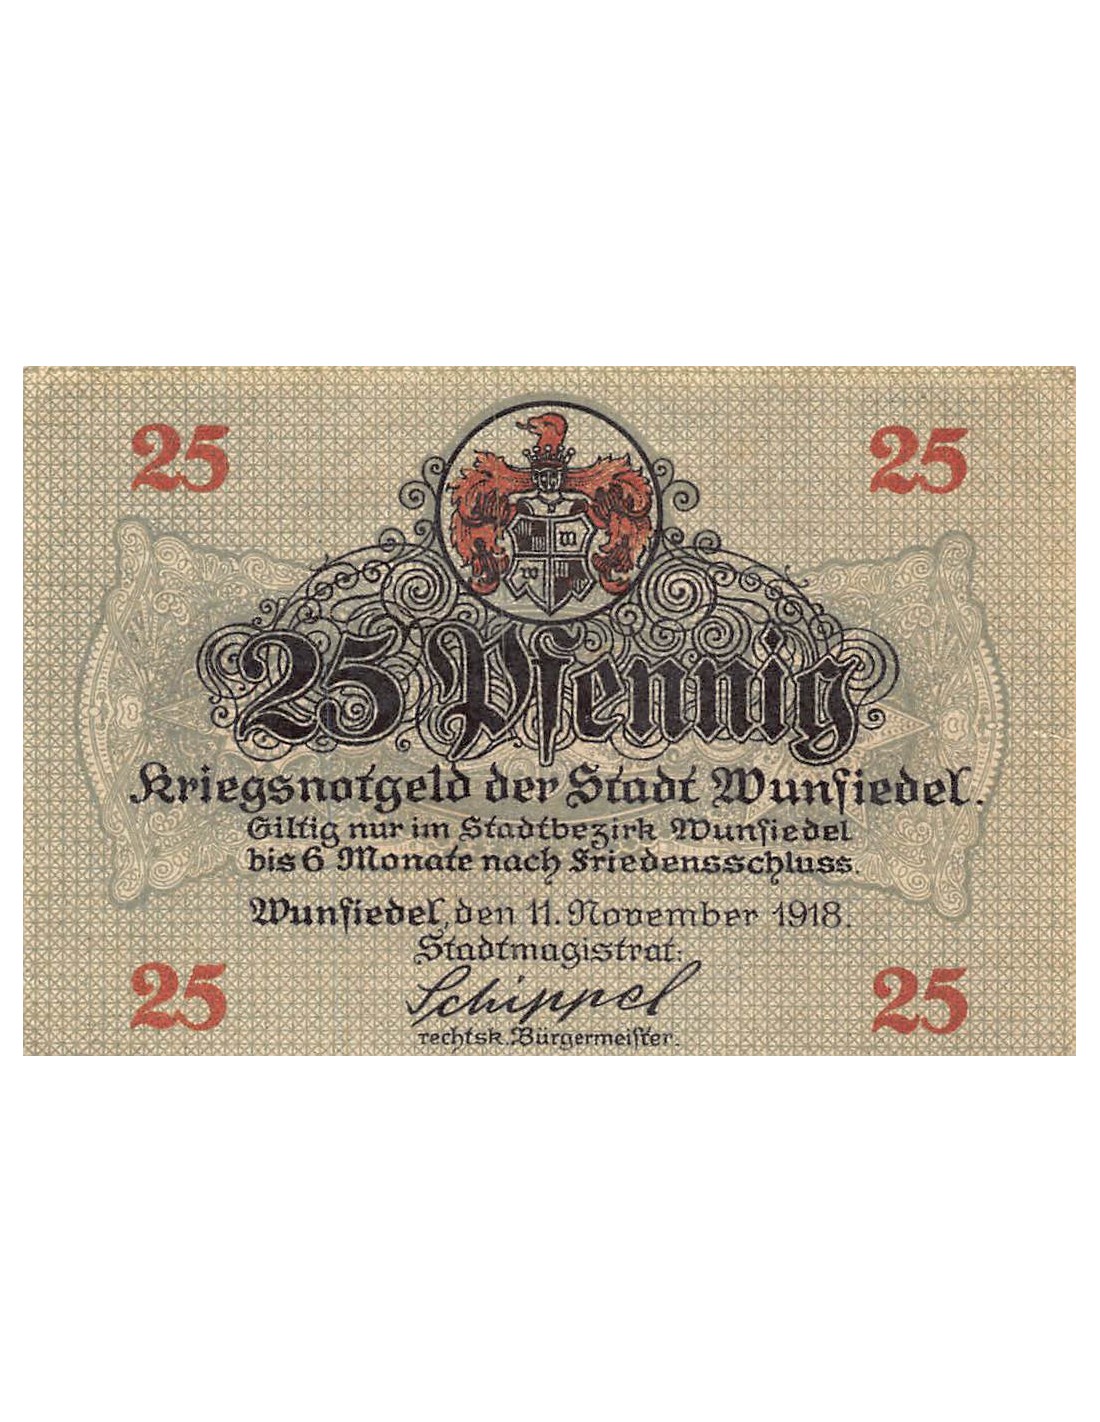 25 25
W
W
25 Pfennig
Kriegsnotgeld der Stadt Wunsiedel.
Giltig nur im Stadtbezirk Wunsiedel
bis 6 Monate nach Friedensschluss.
Wunsiedel, den 11. November 1918.
Stadtmagistrat:
Schippel
rechtsk. Bürgermeister.
25 25